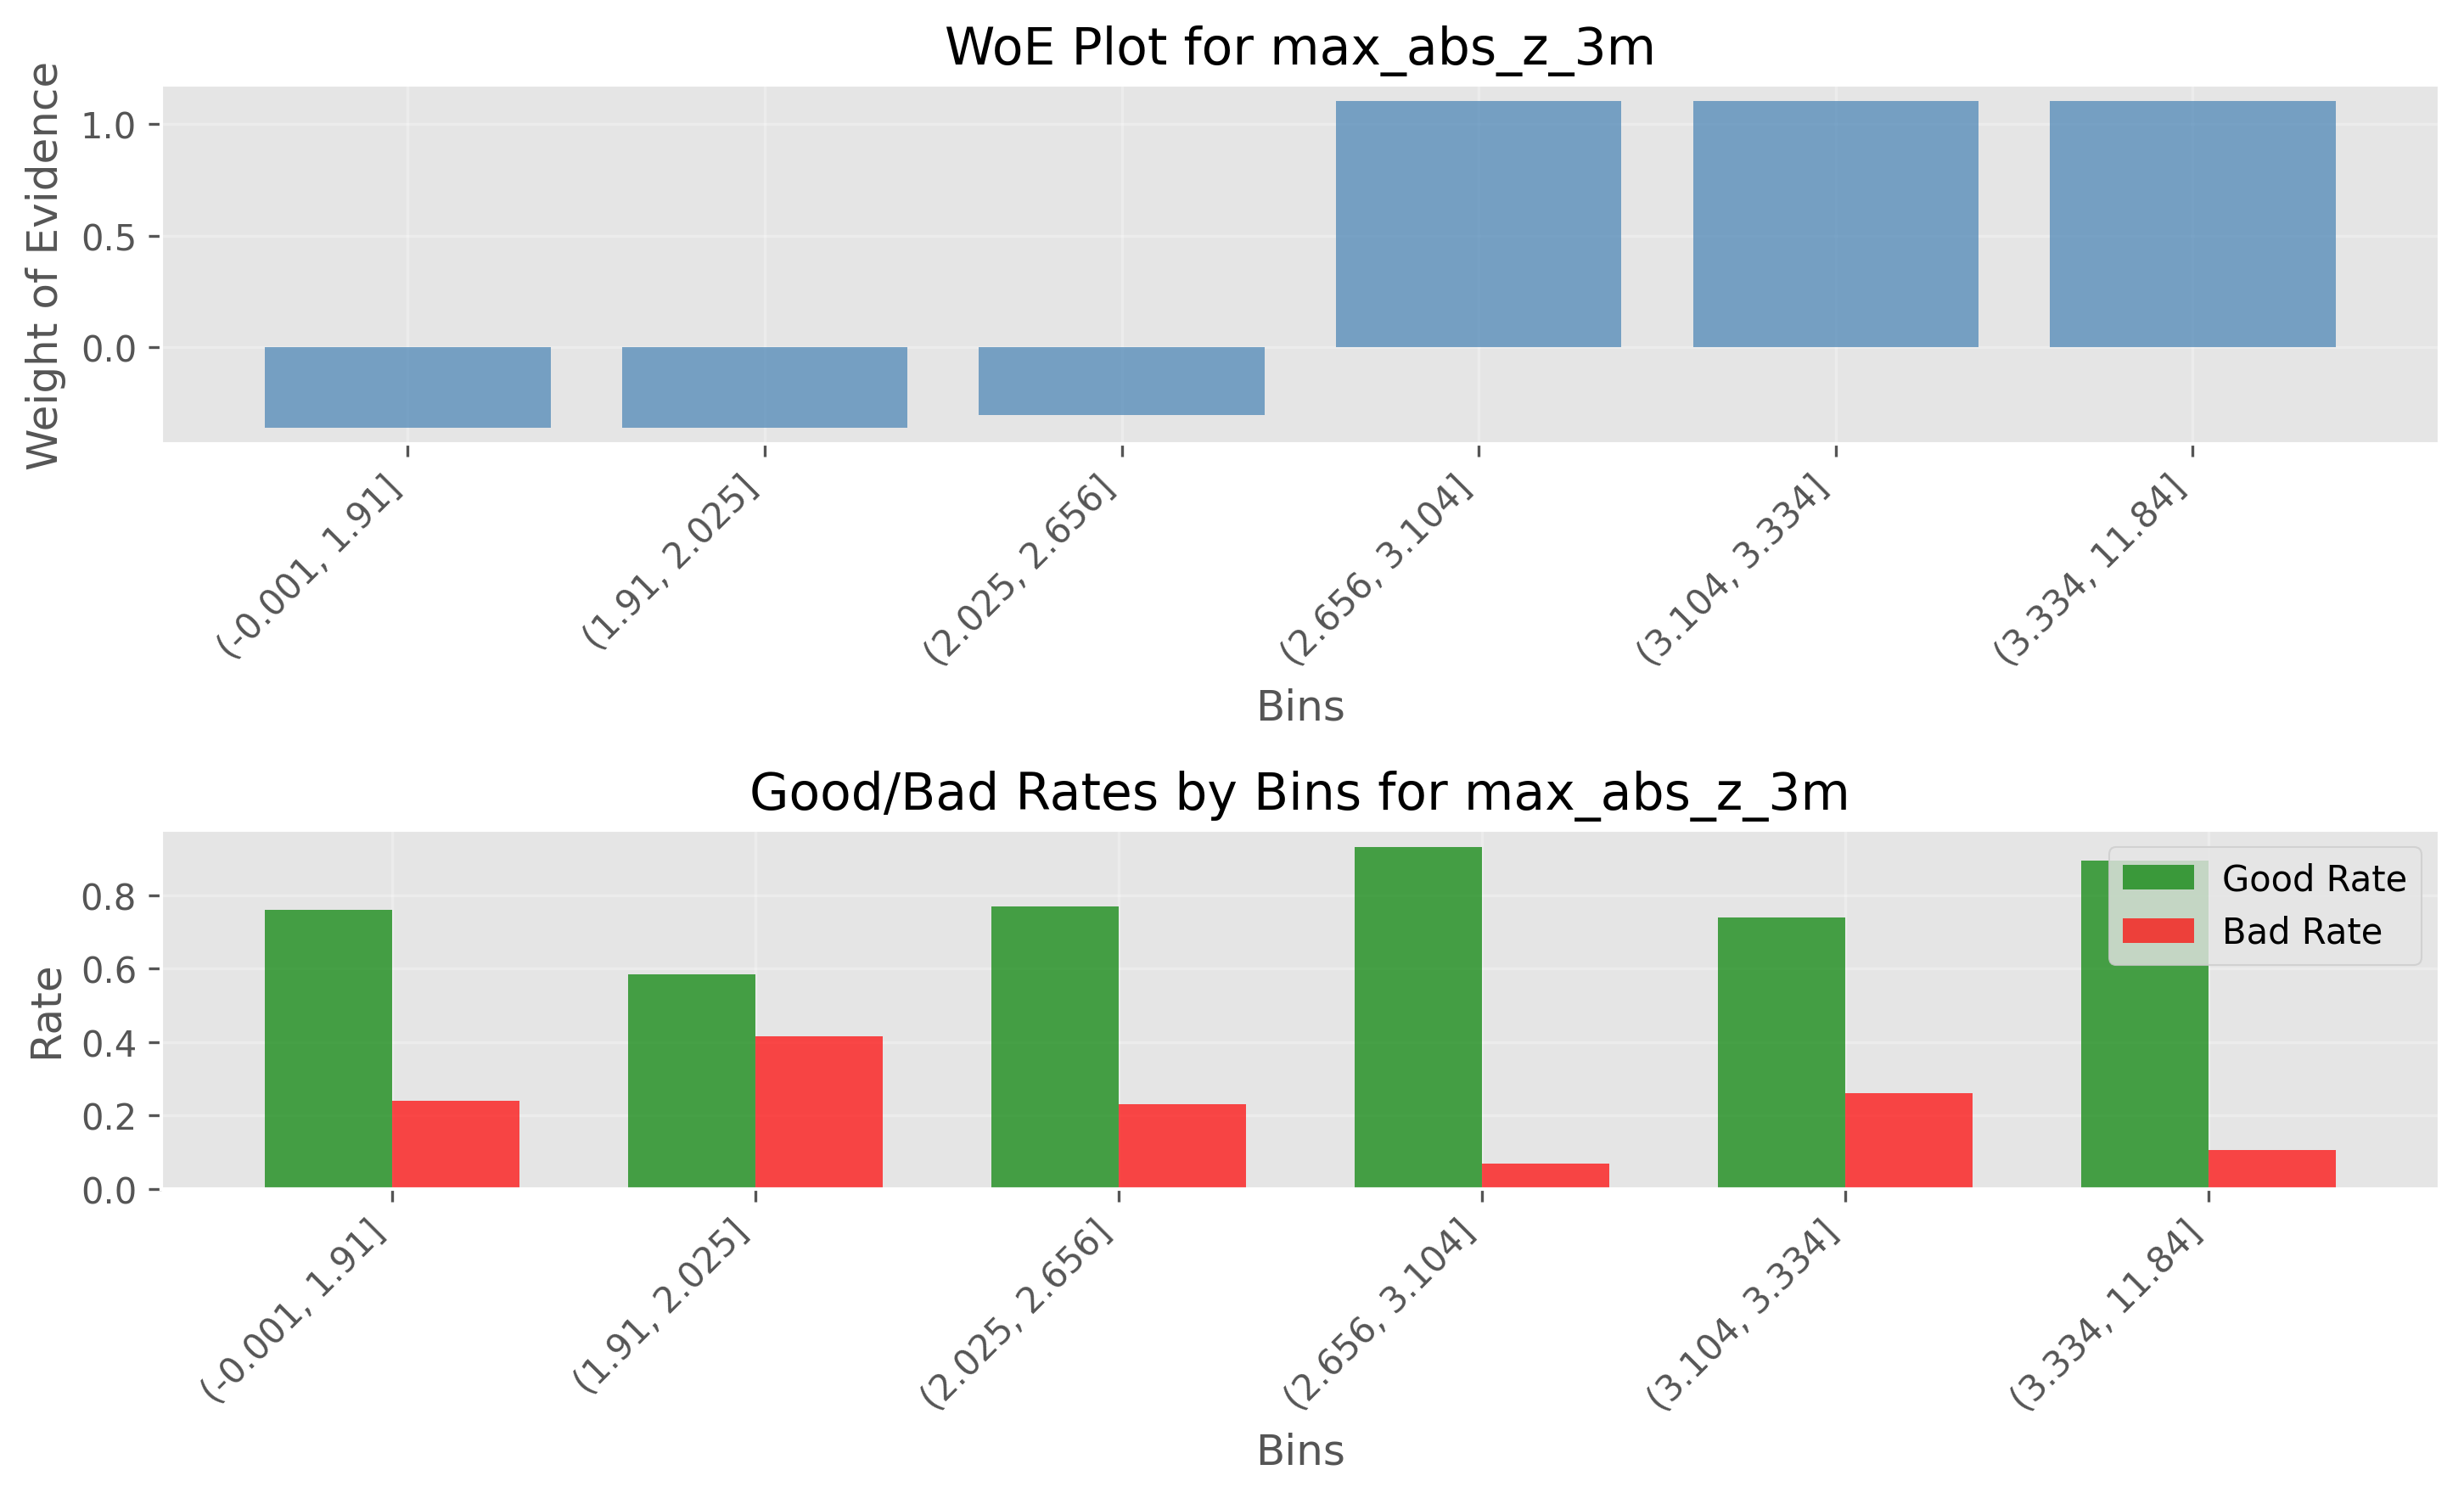 WoE Plot for max_abs_z_3m
Weight of Evidence
1.0
0.5
0.0
(-0.001, 1.91]
(1.91, 2.025]
(2.025, 2.656]
(2.656, 3.104]
(3.104, 3.334]
(3.334, 11.84]
Bins
Good/Bad Rates by Bins for max_abs_z_3m
Rate
0.8
0.6
0.4
0.2
0.0
Good Rate
Bad Rate
(-0.001, 1.91]
(1.91, 2.025]
(2.025, 2.656]
(2.656, 3.104]
(3.104, 3.334]
(3.334, 11.84]
Bins